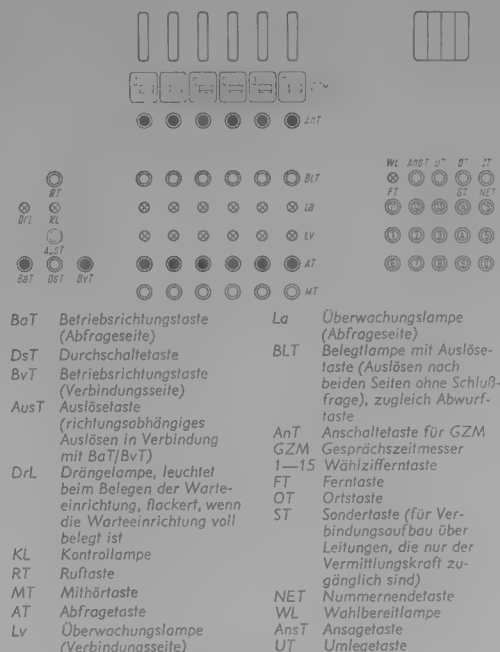 AnT
BLT
La
Lv
AT
MT
RT
DrL KL
AusT
BaT DsT BvT
WL AnsT UT OT ST
FT ST NET
BaT Betriebsrichtungstaste
(Abfrageseite)
DsT Durchschaltetaste
BvT Betriebsrichtungstaste
(Verbindungsseite)
AusT Auslösetaste
(richtungsabhängiges
Auslösen in Verbindung
mit BaT/BvT)
DrL Drängelampe, leuchtet
beim Belegen der Warte-
einrichtung, flackert, wenn
die Warteeinrichtung voll
belegt ist
KL Kontrollampe
RT Ruftaste
MT Mithörtaste
AT Abfragetaste
Lv Überwachungslampe
(Verbindungsseite)
La Überwachungslampe
(Abfrageseite)
BLT Belegtlampe mit Auslöse-
taste (Auslösen nach
beiden Seiten ohne Schluß-
frage), zugleich Abwurf-
taste
AnT Anschaltetaste für GZM
GZM Gesprächszeitmesser
1—15 Wählzifferntaste
FT Ferntaste
OT Ortstaste
ST Sondertaste (für Ver-
bindungsaufbau über
Leitungen, die nur der
Vermittlungskraft zu-
gänglich sind)
NET Nummernendetaste
WL Wahlbereitlampe
AnsT Ansagetaste
UT Umlegetaste